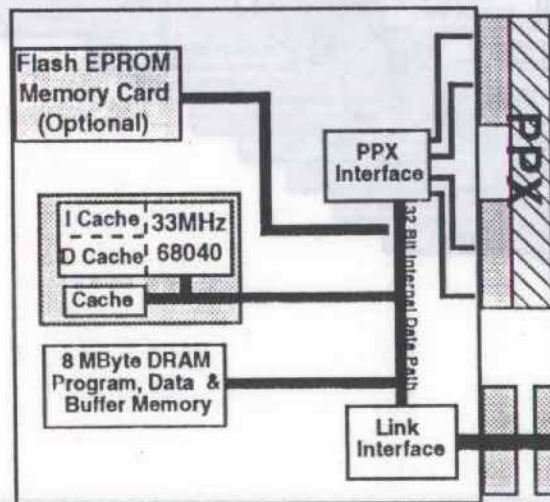 Flash EPROM
Memory Card
(Optional)
PPX
Interface
PPX
I Cache
33MHz
D Cache
68040
Cache
32 Bit Internal Data Path
8 MByte DRAM
Program, Data &
Buffer Memory
Link
Interface